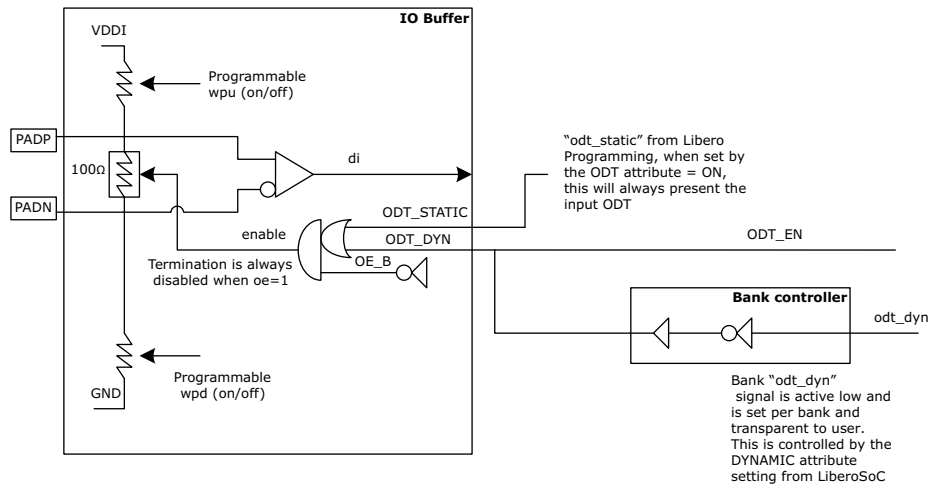 IO Buffer
VDDI
Programmable
wpu (on/off)
PADP
100Ω
di
PADN
"odt_static" from Libero
Programming, when set by
the ODT attribute = ON,
this will always present the
input ODT
ODT_STATIC
enable
ODT_DYN
ODT_EN
OE_B
Termination is always
disabled when oe=1
Bank controller
odt_dyn
Programmable
wpd (on/off)
GND
Bank "odt_dyn"
signal is active low and
is set per bank and
transparent to user.
This is controlled by the
DYNAMIC attribute
setting from LiberoSoC